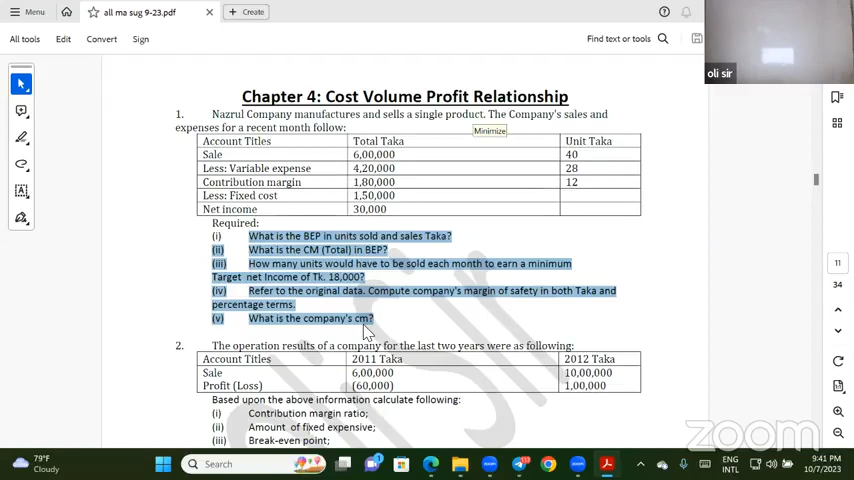 Menu
all ma sug 9-23.pdf
Create
oli sir
All tools
Edit
Convert
Sign
Find text or tools
Chapter 4: Cost Volume Profit Relationship
1. Nazrul Company manufactures and sells a single product. The Company's sales and
expenses for a recent month follow:
Minimize
Account Titles Total Taka Unit Taka
Sale 6,00,000 40
Less: Variable expense 4,20,000 28
Contribution margin 1,80,000 12
Less: Fixed cost 1,50,000
Net income 30,000
Required:
(i) What is the BEP in units sold and sales Taka?
(ii) What is the CM (Total) in BEP?
(iii) How many units would have to be sold each month to earn a minimum
Target net Income of Tk. 18,000?
(iv) Refer to the original data. Compute company's margin of safety in both Taka and
percentage terms.
(v) What is the company's cm?
2. The operation results of a company for the last two years were as following:
Account Titles 2011 Taka 2012 Taka
Sale 6,00,000 10,00,000
Profit (Loss) (60,000) 1,00,000
Based upon the above information calculate following:
(i) Contribution margin ratio;
(ii) Amount of fixed expensive;
(iii) Break-even point;
11
34
zoom
79°F
Cloudy
Search
ENG
INTL
9:41 PM
10/7/2023